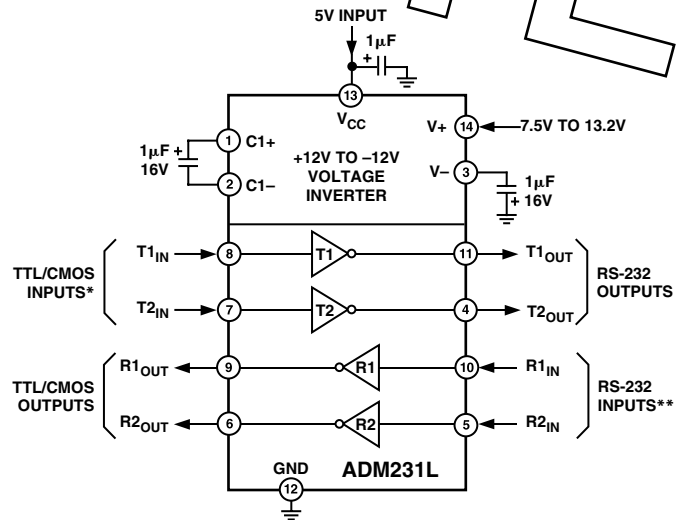 5V INPUT
1µF
+
13
VCC
V+ 14 7.5V TO 13.2V
1 C1+
1µF +
16V
2 C1–
+12V TO –12V
VOLTAGE
INVERTER
V– 3
1µF
+ 16V
TTL/CMOS
INPUTS*
T1IN 8 T1 11 T1OUT
T2IN 7 T2 4 T2OUT
RS-232
OUTPUTS
TTL/CMOS
OUTPUTS
R1OUT 9 R1 10 R1IN
R2OUT 6 R2 5 R2IN
RS-232
INPUTS**
GND
12
ADM231L